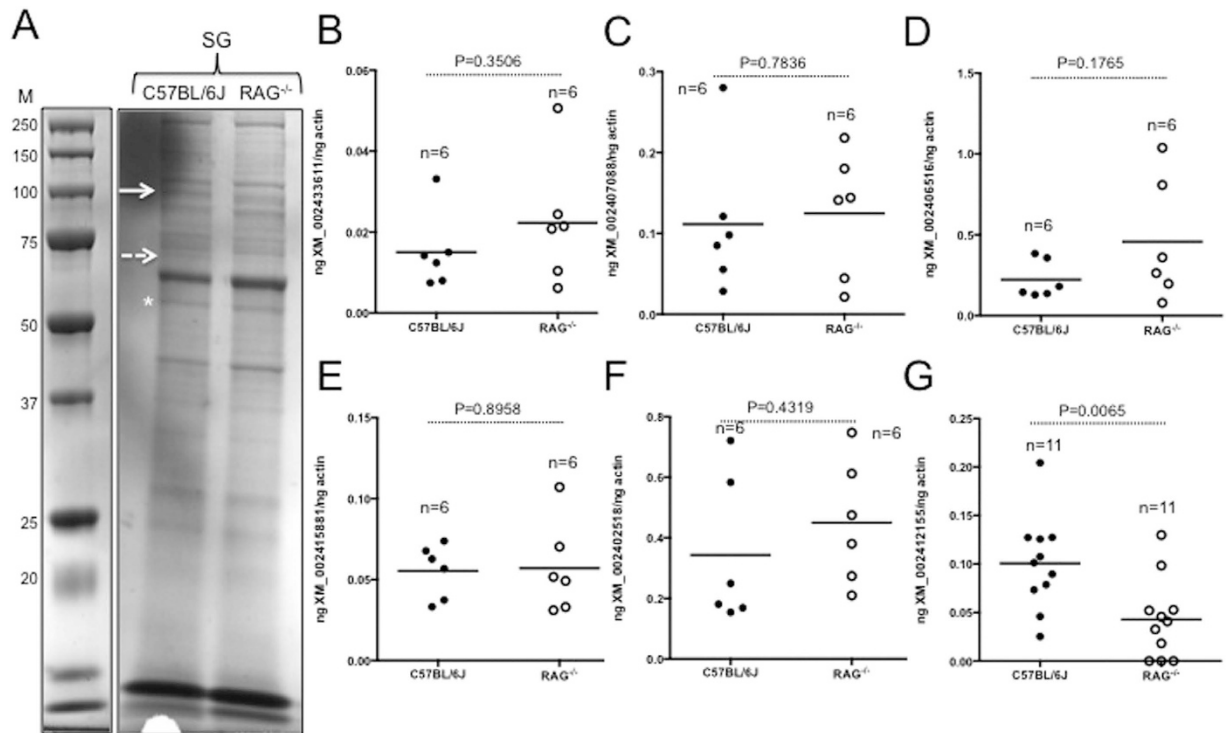 A
SG
C57BL/6J RAG-/-
M
250
150
100
75
50
37
25
20
*
B
P=0.3506
n=6
n=6
0.06
0.04
0.02
0.00
ng XM_002433611/ng actin
C57BL/6J RAG-/-
C
P=0.7836
n=6
n=6
0.3
0.2
0.1
0.0
ng XM_002407088/ng actin
C57BL/6J RAG-/-
D
P=0.1765
n=6
n=6
1.5
1.0
0.5
0.0
ng XM_002406516/ng actin
C57BL/6J RAG-/-
E
P=0.8958
n=6
n=6
0.15
0.10
0.05
0.00
ng XM_002415881/ng actin
C57BL/6J RAG-/-
F
P=0.4319
n=6
n=6
0.8
0.6
0.4
0.2
0.0
ng XM_002402518/ng actin
C57BL/6J RAG-/-
G
P=0.0065
n=11
n=11
0.25
0.20
0.15
0.10
0.05
0.00
ng XM_002412155/ng actin
C57BL/6J RAG-/-